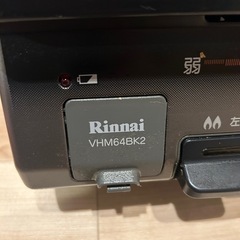 弱
Rinnai
VHM64BK2
左